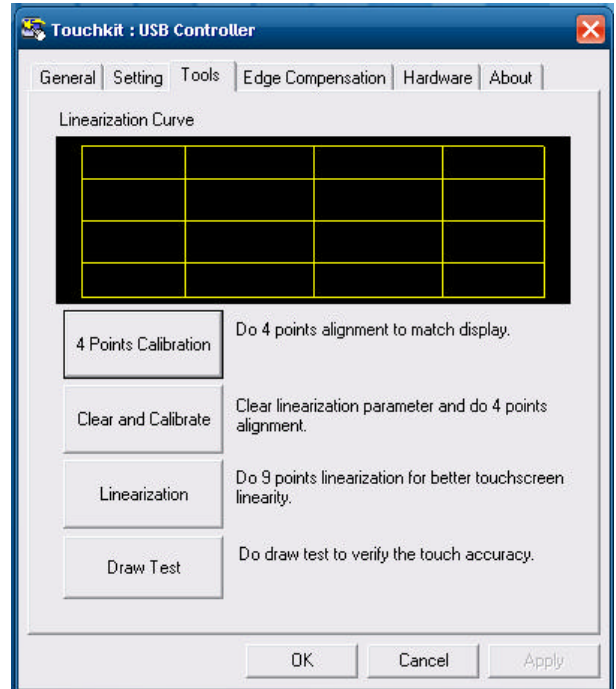 Touchkit : USB Controller
General Setting Tools Edge Compensation Hardware About
Linearization Curve
4 Points Calibration
Do 4 points alignment to match display.
Clear and Calibrate
Clear linearization parameter and do 4 points
alignment.
Linearization
Do 9 points linearization for better touchscreen
linearity.
Draw Test
Do draw test to verify the touch accuracy.
OK Cancel Apply